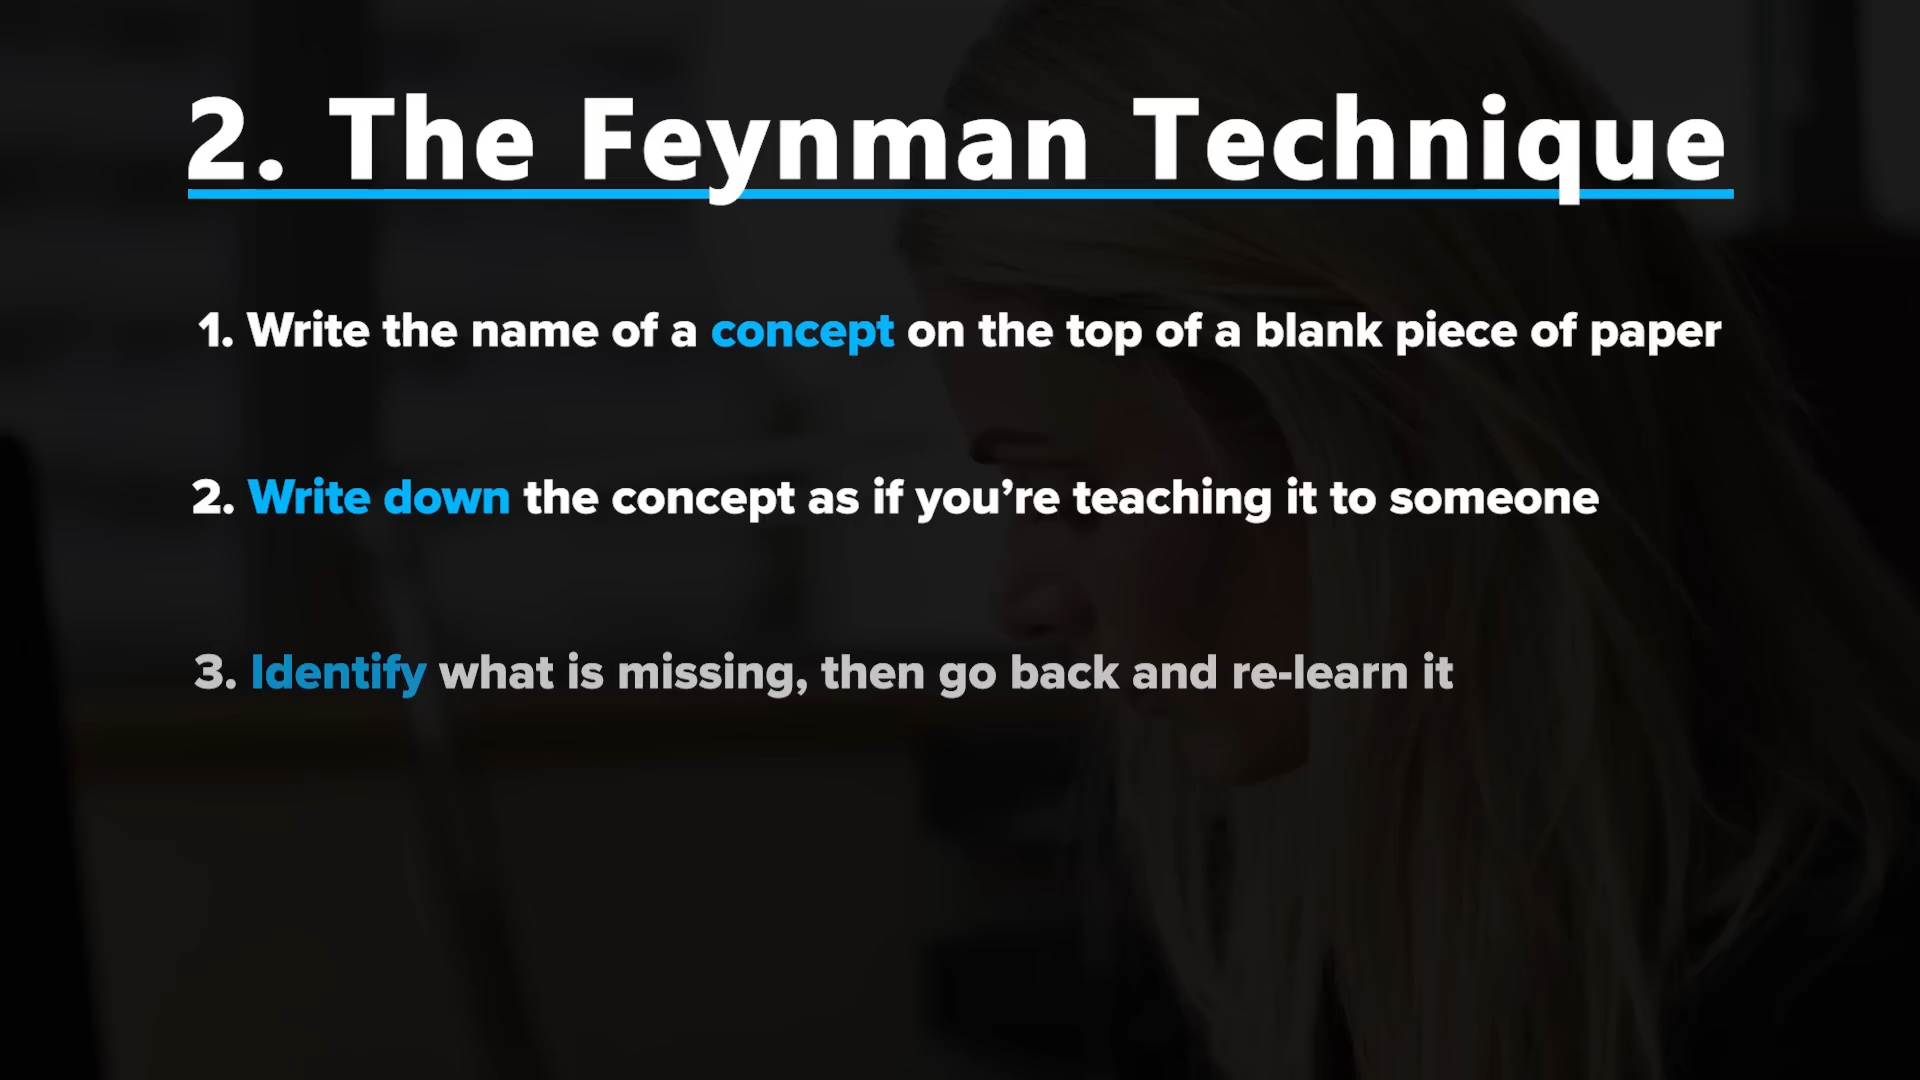 2. The Feynman Technique
1. Write the name of a concept on the top of a blank piece of paper
2. Write down the concept as if you’re teaching it to someone
3. Identify what is missing, then go back and re-learn it